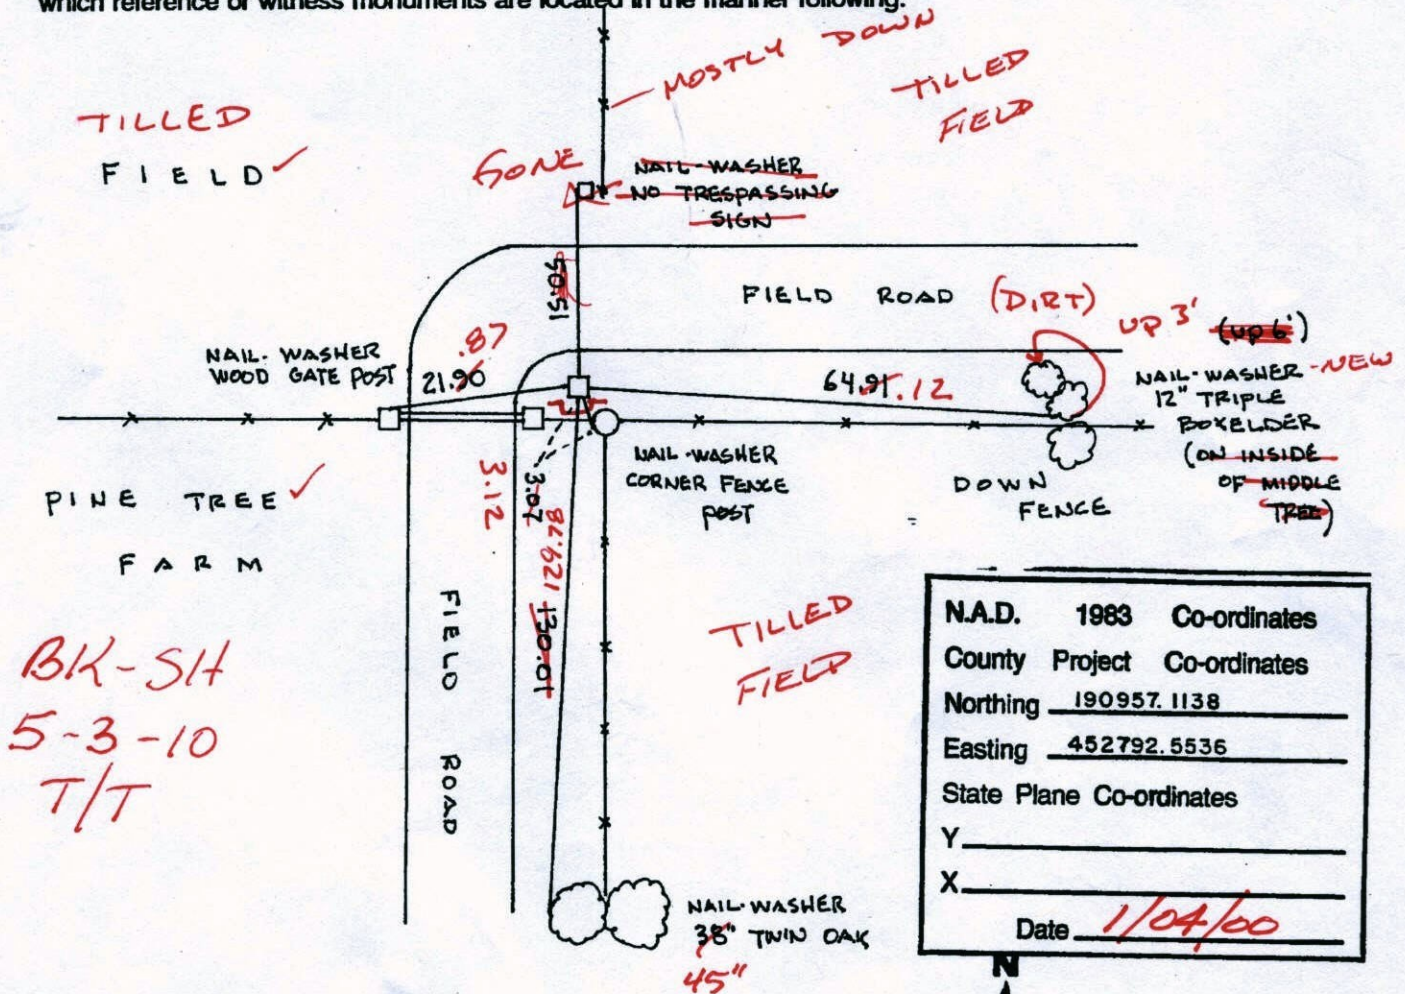 which reference or witness monuments are located in the manner following:
MOSTLY DOWN
TILLED
FIELD
TILLED
FIELD ✓
GONE
NAIL-WASHER
NO TRESPASSING
SIGN
50.51
FIELD ROAD (DIRT)
UP 3' (UP 6')
NAIL-WASHER -NEW
12" TRIPLE
BOXELDER
(ON INSIDE
OF MIDDLE
TREE)
NAIL-WASHER
WOOD GATE POST
.87
21.90
64.91 .12
NAIL-WASHER
CORNER FENCE
POST
DOWN
FENCE
PINE TREE ✓
FARM
3.12
3.07
129.78
130.01
FIELD ROAD
TILLED
FIELD
BK-SH
5-3-10
T/T
NAIL-WASHER
38" TWIN OAK
45"
N.A.D. 1983 Co-ordinates
County Project Co-ordinates
Northing 190957.1138
Easting 452792.5536
State Plane Co-ordinates
Y
X
Date 1/04/00
N